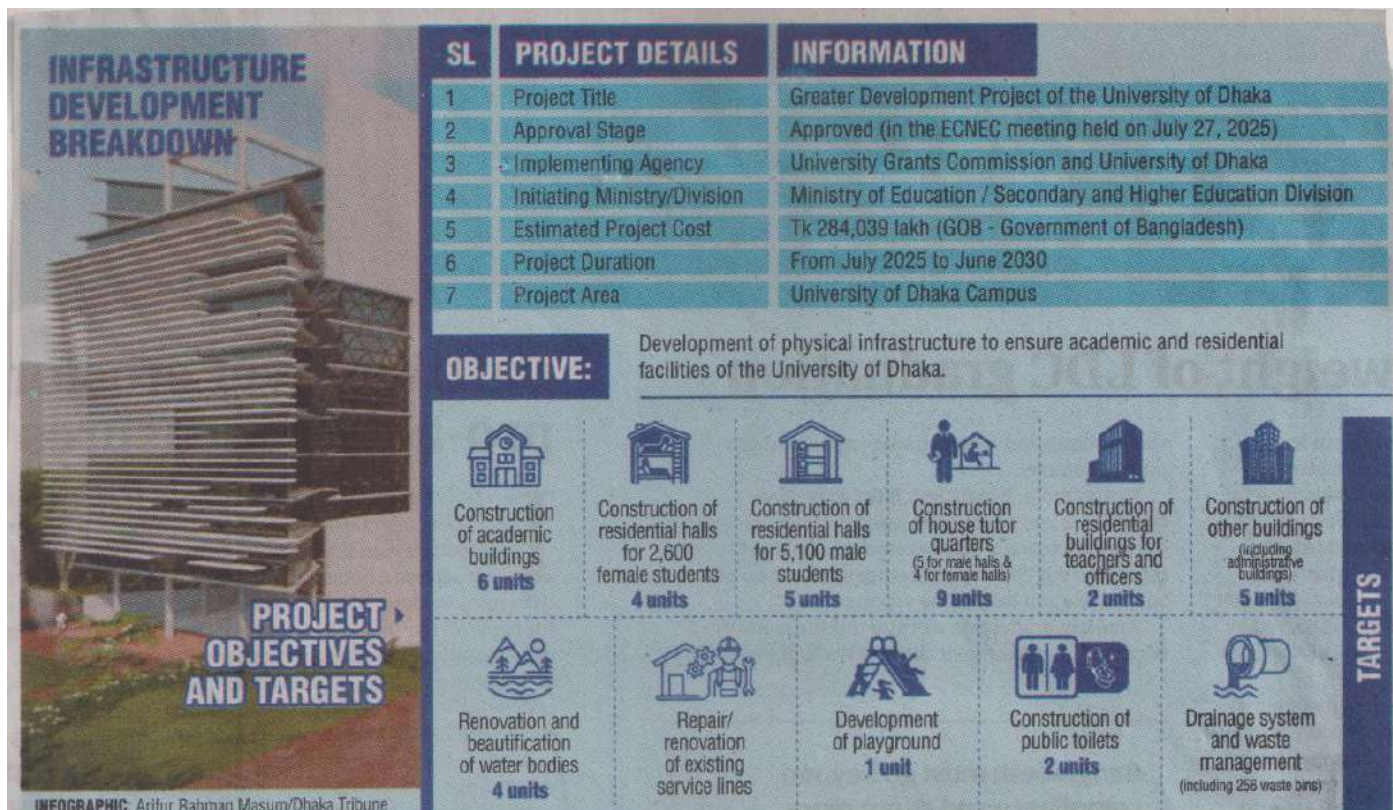 INFRASTRUCTURE
DEVELOPMENT
BREAKDOWN
PROJECT
OBJECTIVES
AND TARGETS
INFOGRAPHIC: Arifur Rahman Masum/Dhaka Tribune
SL PROJECT DETAILS INFORMATION
1 Project Title Greater Development Project of the University of Dhaka
2 Approval Stage Approved (in the ECNEC meeting held on July 27, 2025)
3 Implementing Agency University Grants Commission and University of Dhaka
4 Initiating Ministry/Division Ministry of Education / Secondary and Higher Education Division
5 Estimated Project Cost Tk 284,039 lakh (GOB - Government of Bangladesh)
6 Project Duration From July 2025 to June 2030
7 Project Area University of Dhaka Campus
OBJECTIVE:
Development of physical infrastructure to ensure academic and residential
facilities of the University of Dhaka.
Construction
of academic
buildings
6 units
Construction of
residential halls
for 2,600
female students
4 units
Construction of
residential halls
for 5,100 male
students
5 units
Construction
of house tutor
quarters
(5 for male halls &
4 for female halls)
9 units
Construction of
residential
buildings for
teachers and
officers
2 units
Construction of
other buildings
(including
administrative
buildings)
5 units
Renovation and
beautification
of water bodies
4 units
Repair/
renovation
of existing
service lines
Development
of playground
1 unit
Construction of
public toilets
2 units
Drainage system
and waste
management
(including 256 waste bins)
TARGETS